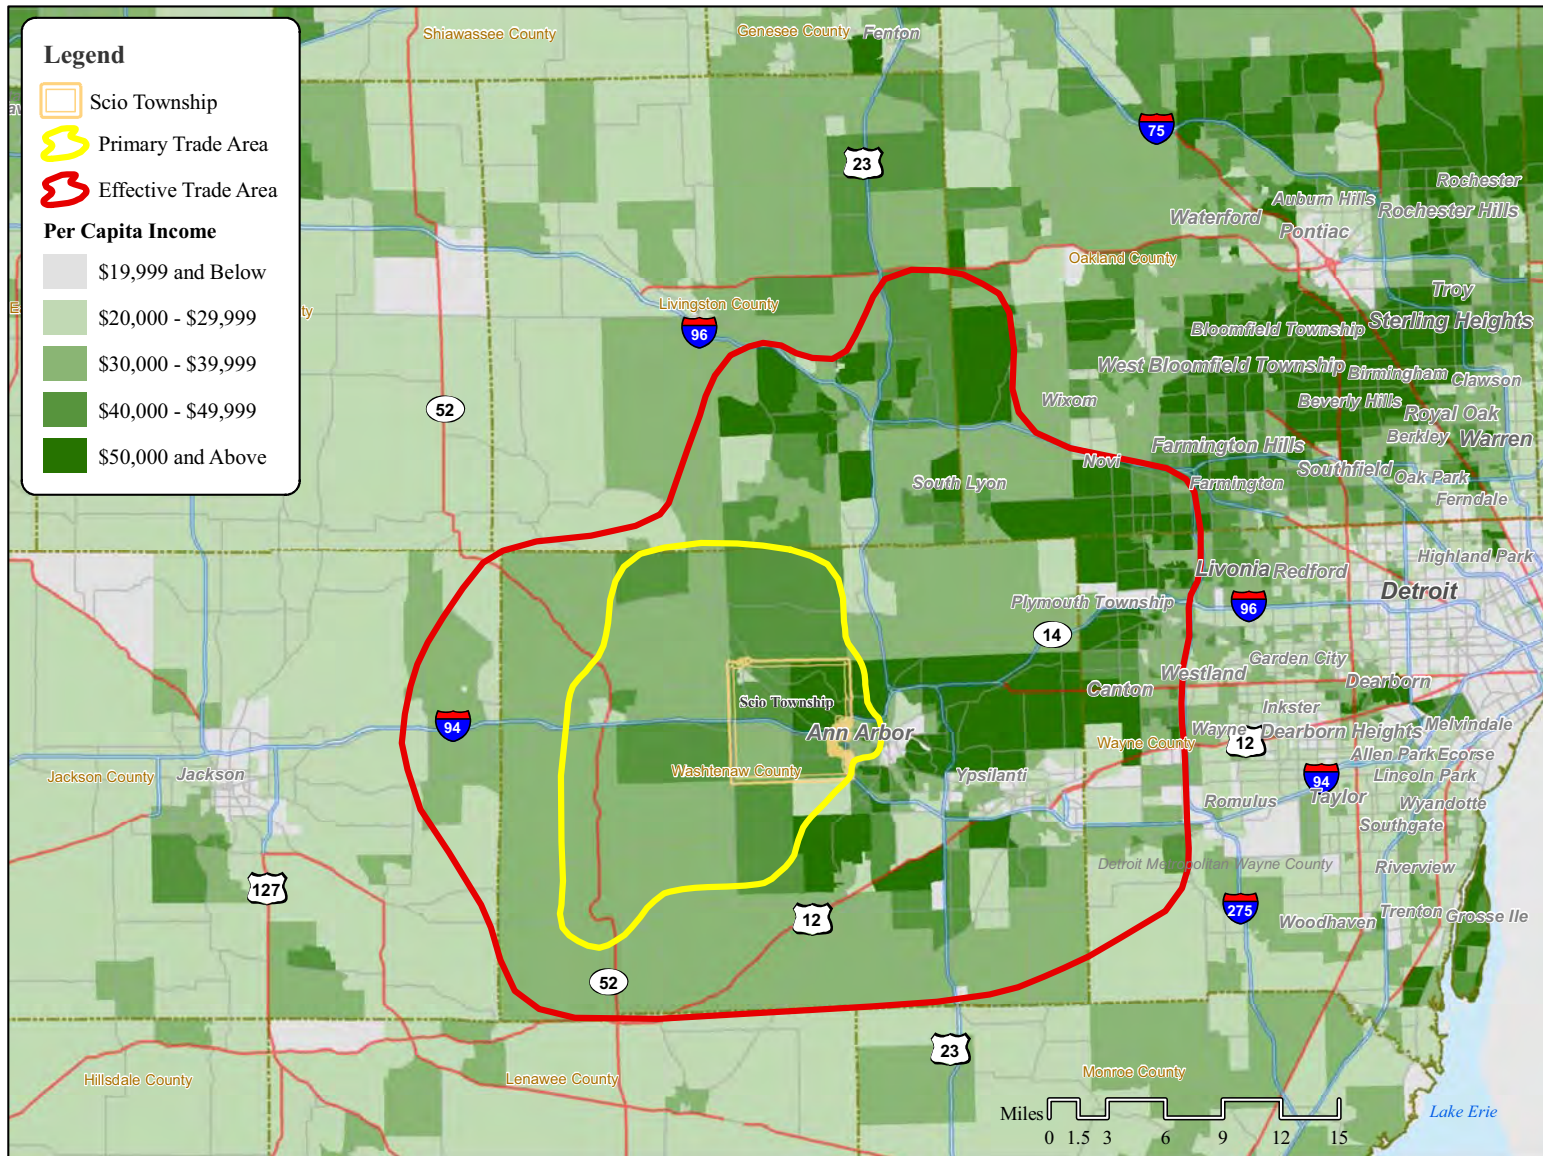 Legend
Scio Township
Primary Trade Area
Effective Trade Area
Per Capita Income
$19,999 and Below
$20,000 - $29,999
$30,000 - $39,999
$40,000 - $49,999
$50,000 and Above
Shiawassee County
Genesee County
Fenton
75
23
Rochester
Auburn Hills
Rochester Hills
Waterford
Pontiac
Oakland County
Troy
Livingston County
96
Bloomfield Township
Sterling Heights
West Bloomfield Township
Birmingham
Clawson
52
Wixom
Beverly Hills
Royal Oak
Berkley
Warren
Farmington Hills
Novi
Southfield
Oak Park
South Lyon
Farmington
Ferndale
Highland Park
Livonia
Redford
Detroit
Plymouth Township
96
14
Garden City
Westland
Dearborn
Canton
Scio Township
Inkster
94
Ann Arbor
Wayne
12
Dearborn Heights
Melvindale
Wayne County
Allen Park
Ecorse
Jackson County
Jackson
Washtenaw County
Ypsilanti
94
Lincoln Park
Romulus
Taylor
Wyandotte
Southgate
Detroit Metropolitan Wayne County
Riverview
127
12
275
Woodhaven
Trenton
Grosse Ile
52
23
Hillsdale County
Lenawee County
Monroe County
Miles
0 1.5 3 6 9 12 15
Lake Erie